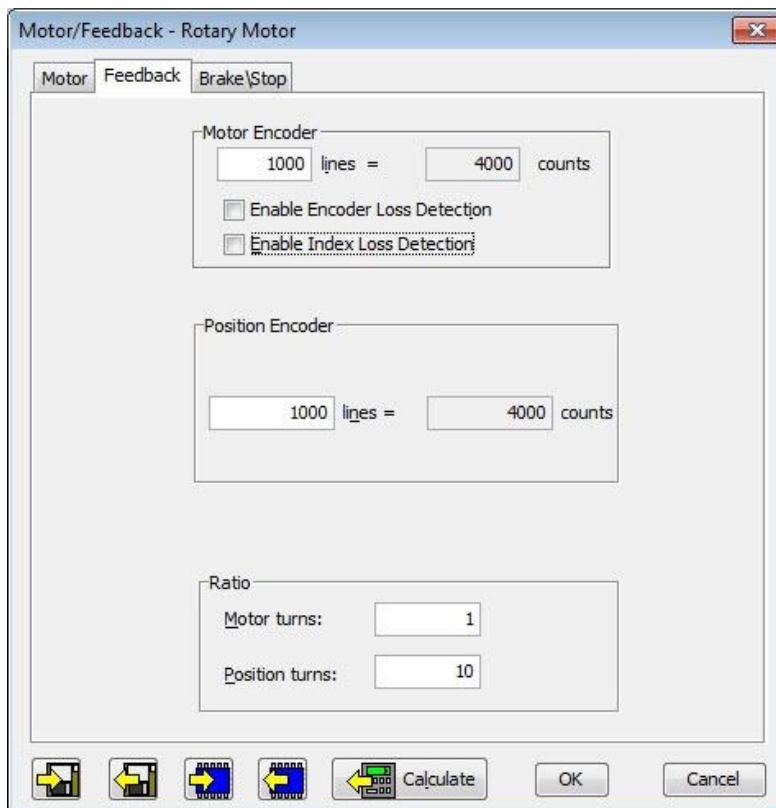 Motor/Feedback - Rotary Motor
Motor Feedback Brake\Stop
Motor Encoder
1000 lines = 4000 counts
Enable Encoder Loss Detection
Enable Index Loss Detection
Position Encoder
1000 lines = 4000 counts
Ratio
Motor turns: 1
Position turns: 10
Calculate OK Cancel